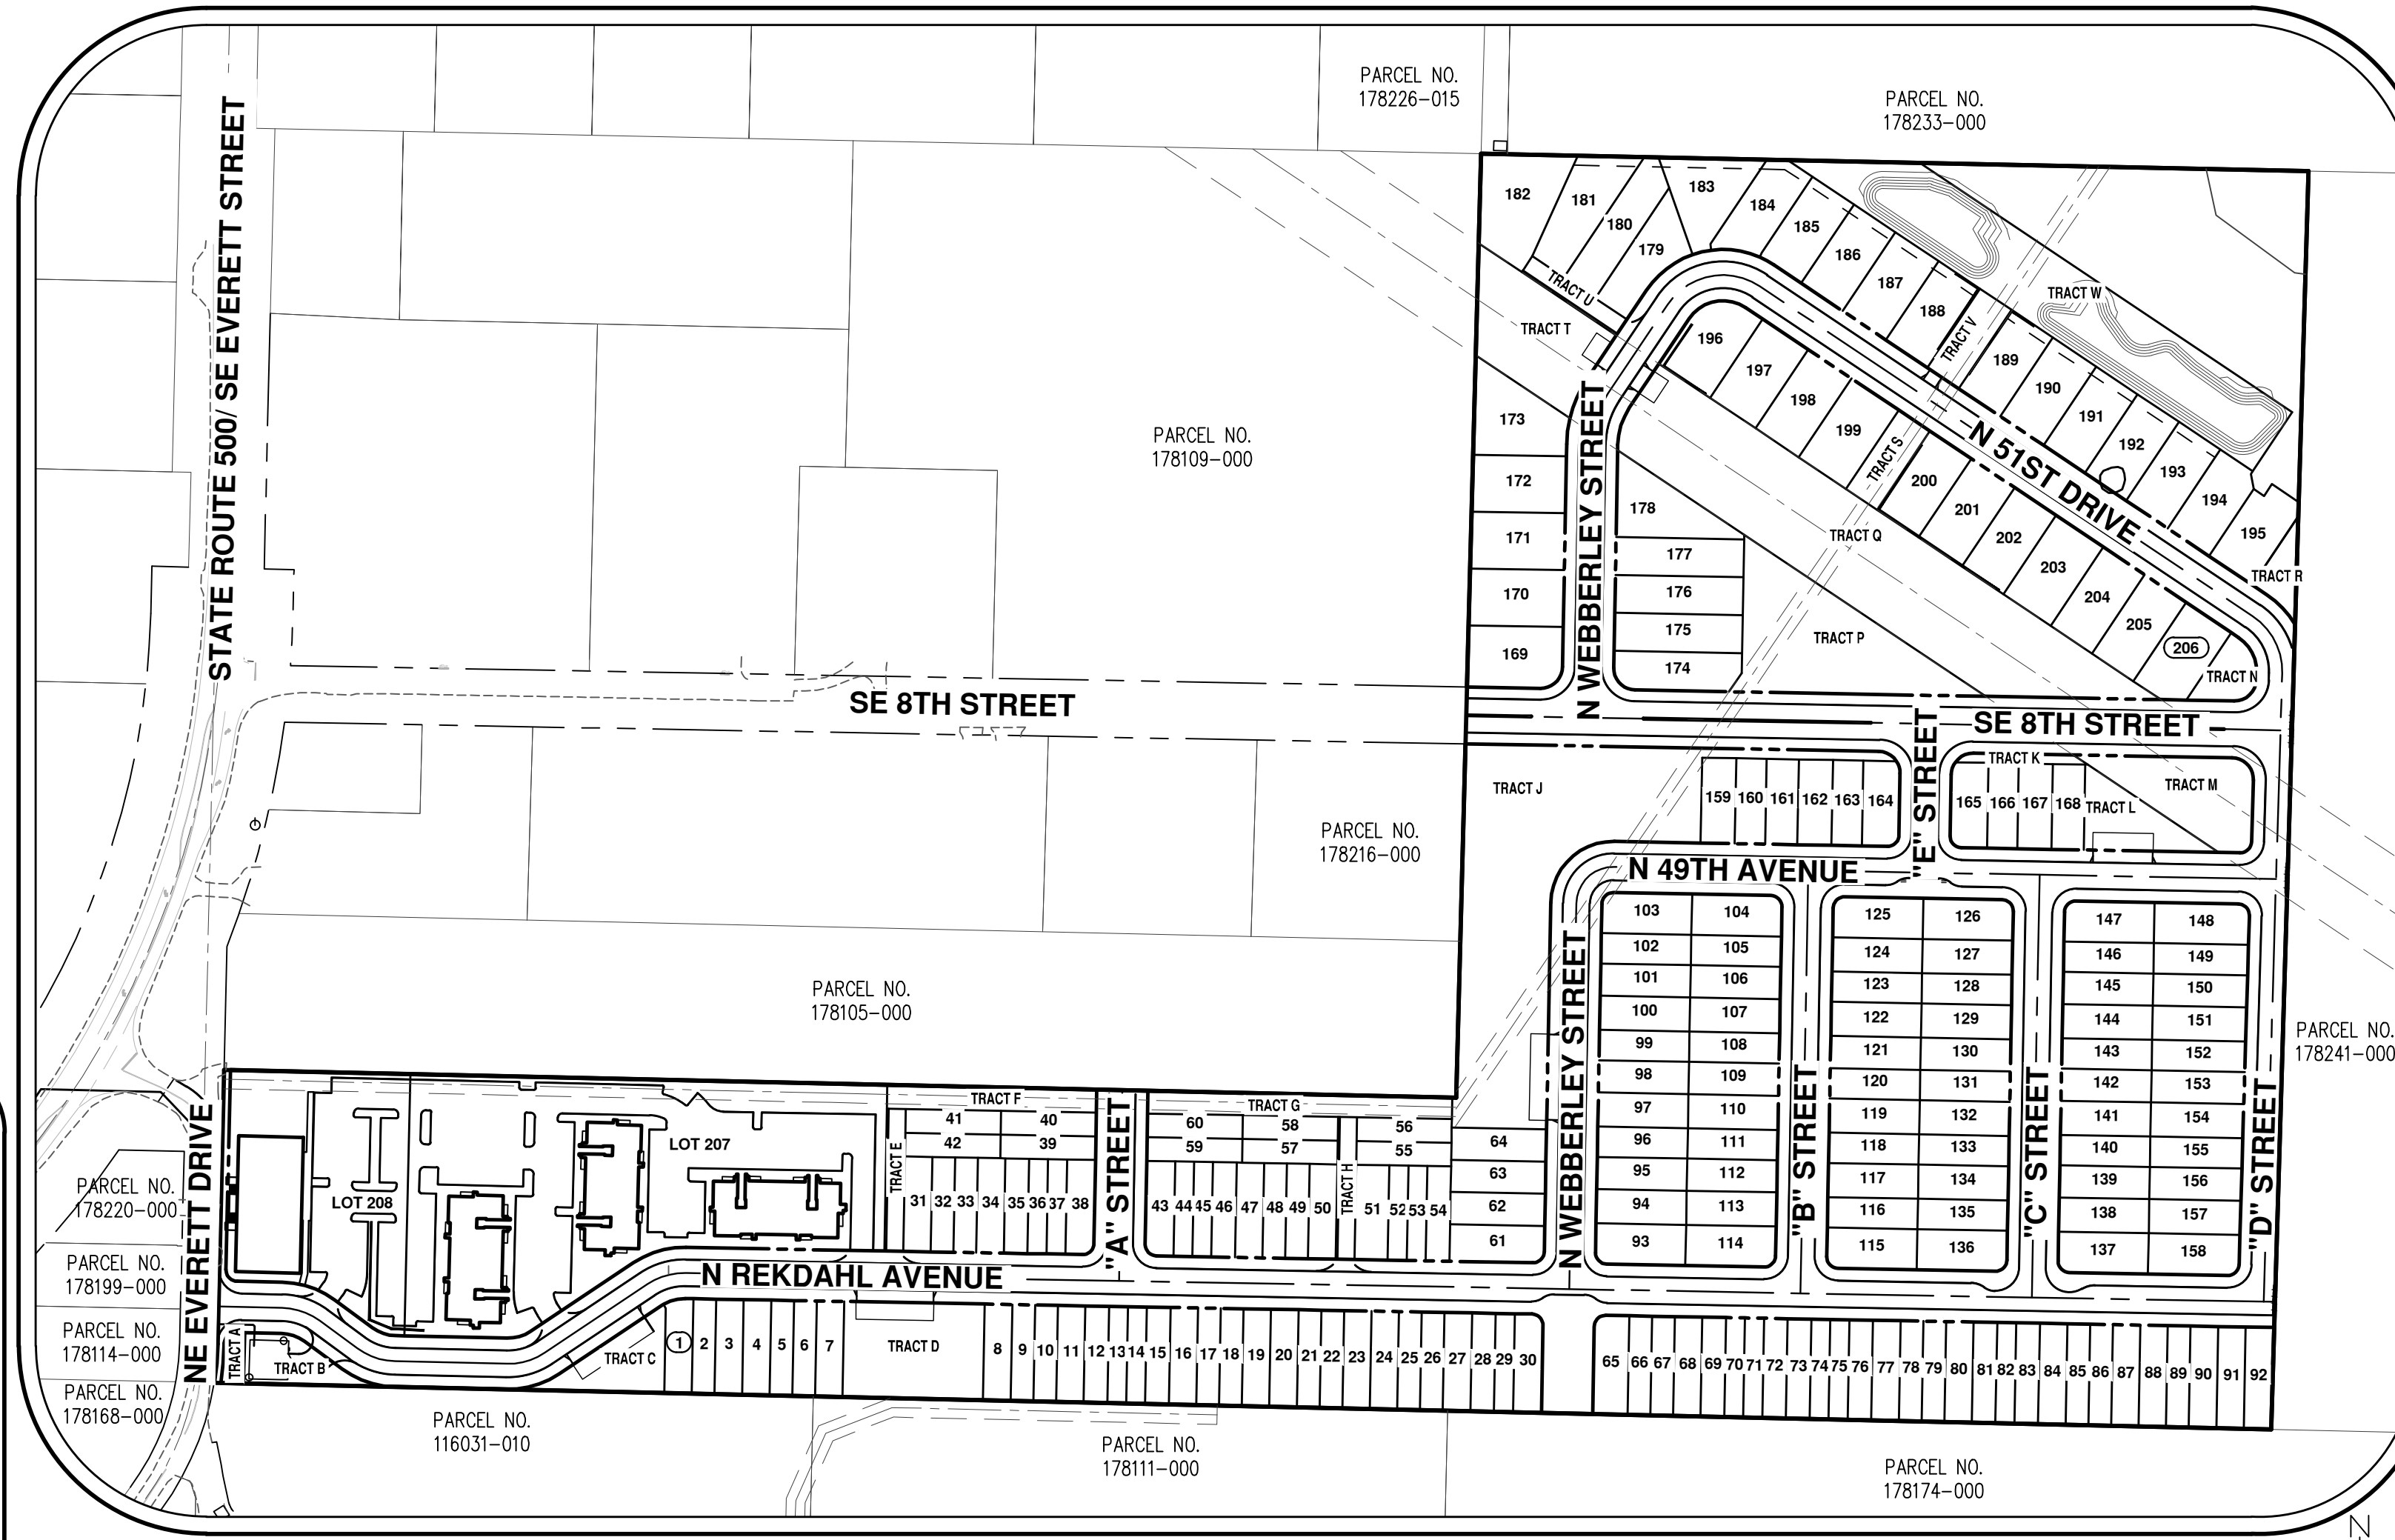 PARCEL NO.
178226-015
PARCEL NO.
178233-000
STATE ROUTE 500/ SE EVERETT STREET
182
181
180
179
183
184
185
186
187
188
TRACT U
TRACT T
TRACT W
TRACT V
189
190
191
192
193
194
195
TRACT R
196
197
198
199
TRACT S
200
201
202
203
204
205
206
TRACT N
N 51ST DRIVE
PARCEL NO.
178109-000
173
172
171
170
169
N WEBBERLEY STREET
178
177
176
175
174
TRACT Q
TRACT P
SE 8TH STREET
SE 8TH STREET
"E" STREET
TRACT J
159 160 161 162 163 164
TRACT K
165 166 167 168
TRACT L
TRACT M
PARCEL NO.
178216-000
N 49TH AVENUE
103 104
102 105
101 106
100 107
99 108
98 109
97 110
96 111
95 112
94 113
93 114
125 126
124 127
123 128
122 129
121 130
120 131
119 132
118 133
117 134
116 135
115 136
147 148
146 149
145 150
144 151
143 152
142 153
141 154
140 155
139 156
138 157
137 158
N WEBBERLEY STREET
"B" STREET
"C" STREET
"D" STREET
PARCEL NO.
178241-000
PARCEL NO.
178105-000
NE EVERETT DRIVE
LOT 208
LOT 207
TRACT E
TRACT F
41 40
42 39
31 32 33 34 35 36 37 38
"A" STREET
TRACT G
60 58
59 57
43 44 45 46 47 48 49 50
TRACT H
56
55
51 52 53 54
64
63
62
61
N REKDAHL AVENUE
PARCEL NO.
178220-000
PARCEL NO.
178199-000
PARCEL NO.
178114-000
PARCEL NO.
178168-000
TRACT A
TRACT B
TRACT C
1 2 3 4 5 6 7
TRACT D
8 9 10 11 12 13 14 15 16 17 18 19 20 21 22 23 24 25 26 27 28 29 30
65 66 67 68 69 70 71 72 73 74 75 76 77 78 79 80 81 82 83 84 85 86 87 88 89 90 91 92
PARCEL NO.
116031-010
PARCEL NO.
178111-000
PARCEL NO.
178174-000
N